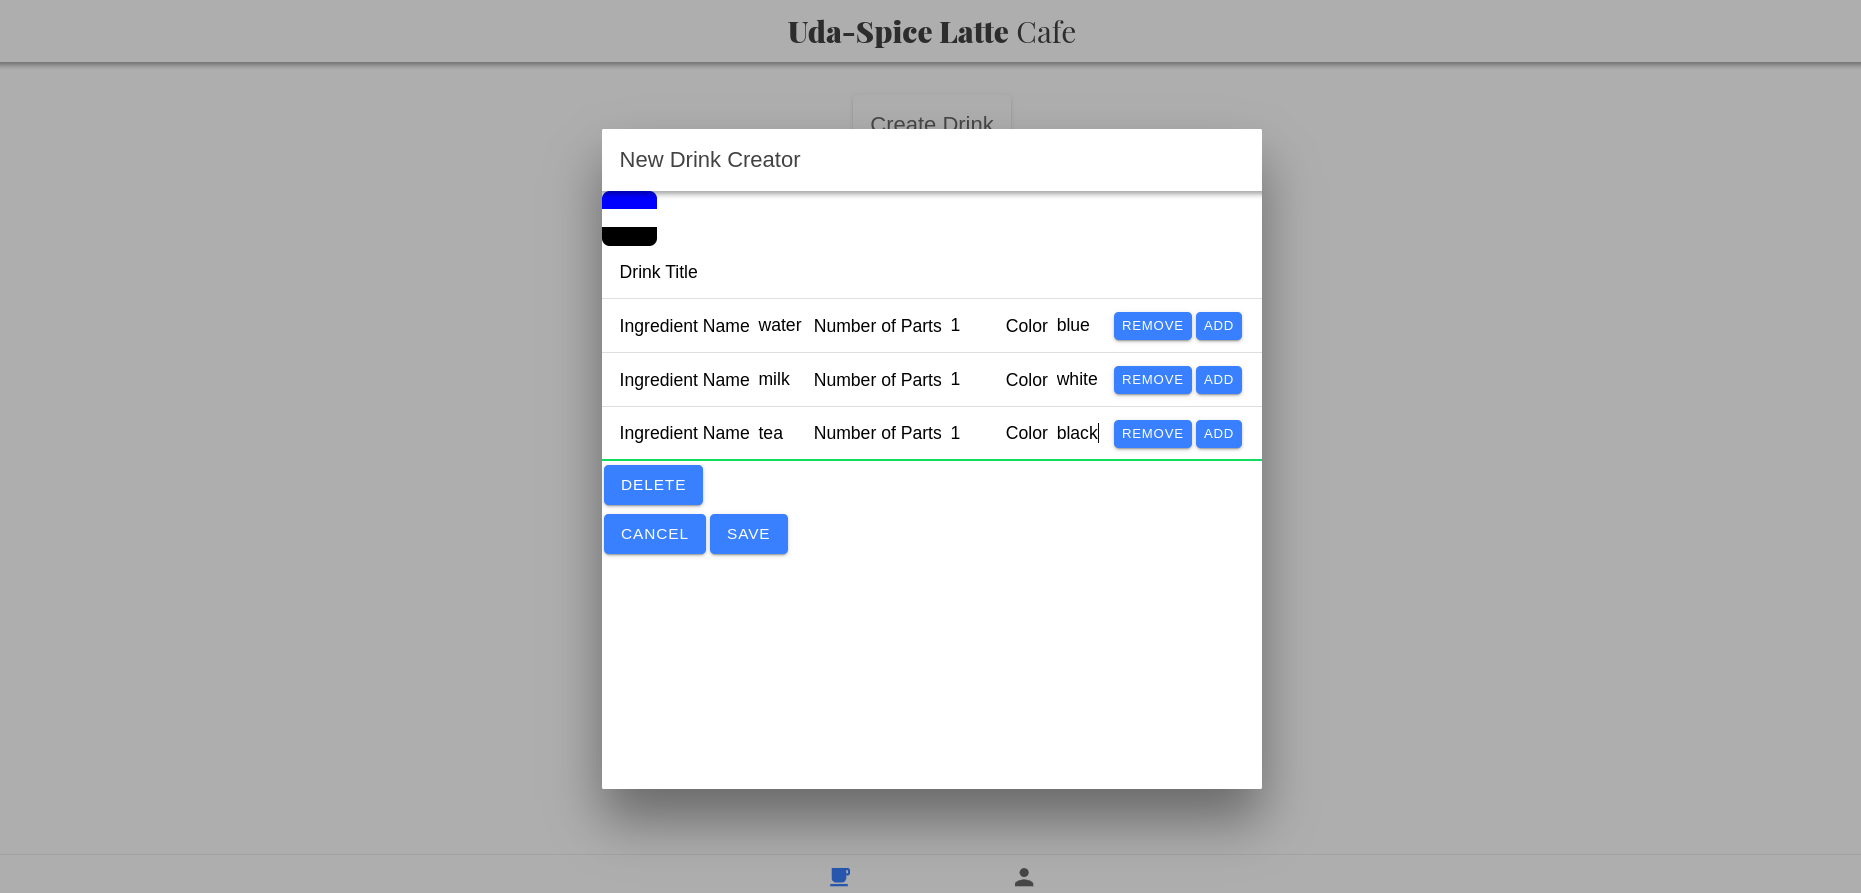 Uda-Spice Latte Cafe
Create Drink
New Drink Creator
Drink Title
Ingredient Name water Number of Parts 1 Color blue REMOVE ADD
Ingredient Name milk Number of Parts 1 Color white REMOVE ADD
Ingredient Name tea Number of Parts 1 Color black REMOVE ADD
DELETE
CANCEL SAVE